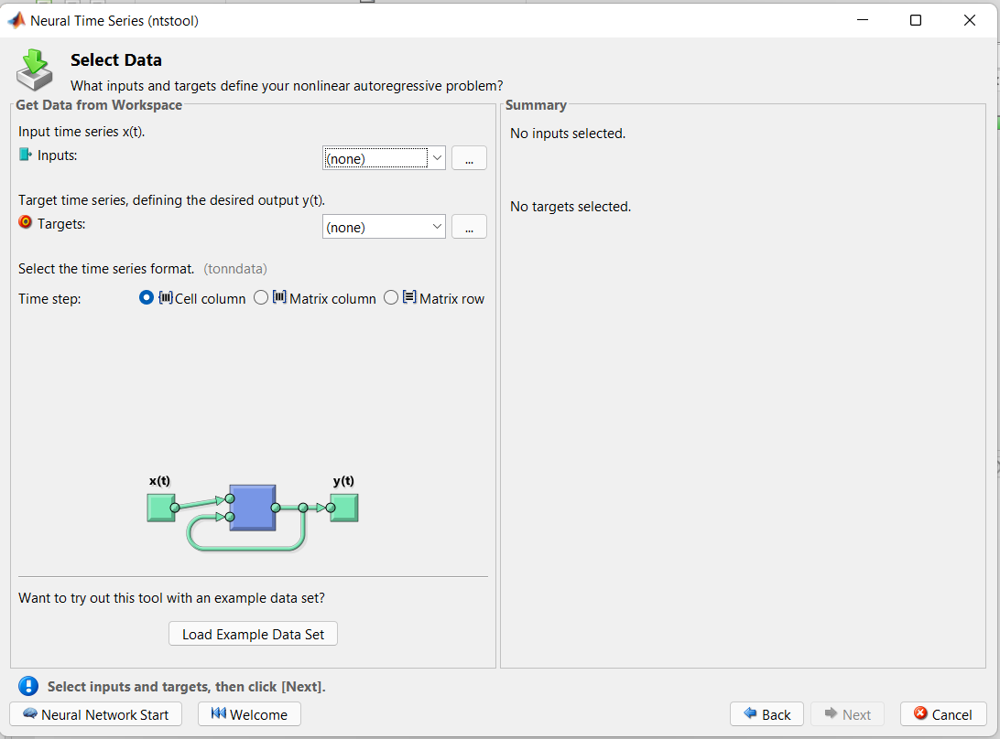 Neural Time Series (ntstool)
Select Data
What inputs and targets define your nonlinear autoregressive problem?
Get Data from Workspace
Input time series x(t).
Inputs:
(none)
...
Target time series, defining the desired output y(t).
Targets:
(none)
...
Select the time series format. (tonndata)
Time step:
Cell column
Matrix column
Matrix row
x(t)
y(t)
Want to try out this tool with an example data set?
Load Example Data Set
Summary
No inputs selected.
No targets selected.
Select inputs and targets, then click [Next].
Neural Network Start
Welcome
Back
Next
Cancel